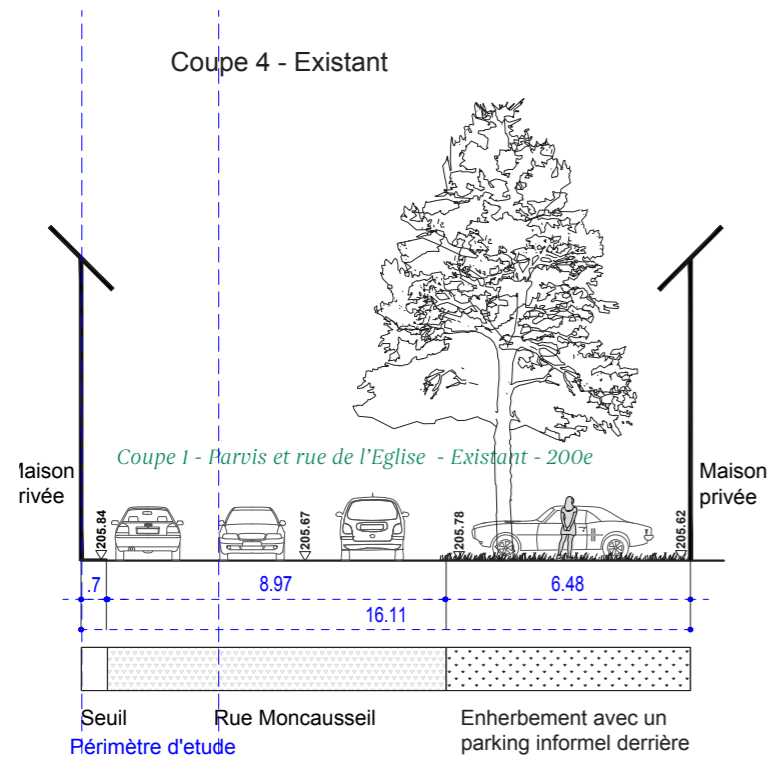 Coupe 4 - Existant
Coupe 1 - Parvis et rue de l'Eglise - Existant - 200e
Maison
privée
205.84
205.67
205.78
205.62
Maison
privée
.7
8.97
6.48
16.11
Seuil
Rue Moncausseil
Enherbement avec un
parking informel derrière
Périmètre d'etude